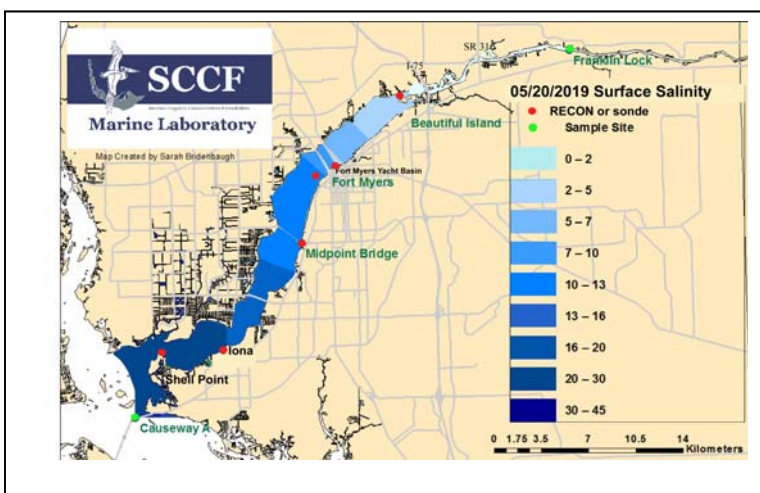 SCCF
Marine Laboratory
Map Created by Sarah Bridenbaugh
I-75
SR 31
Franklin Lock
05/20/2019 Surface Salinity
RECON or sonde
Sample Site
Beautiful Island
Fort Myers Yacht Basin
Fort Myers
Midpoint Bridge
Iona
Shell Point
Causeway A
0 – 2
2 – 5
5 – 7
7 – 10
10 – 13
13 – 16
16 – 20
20 – 30
30 – 45
0 1.75 3.5 7 10.5 14
Kilometers